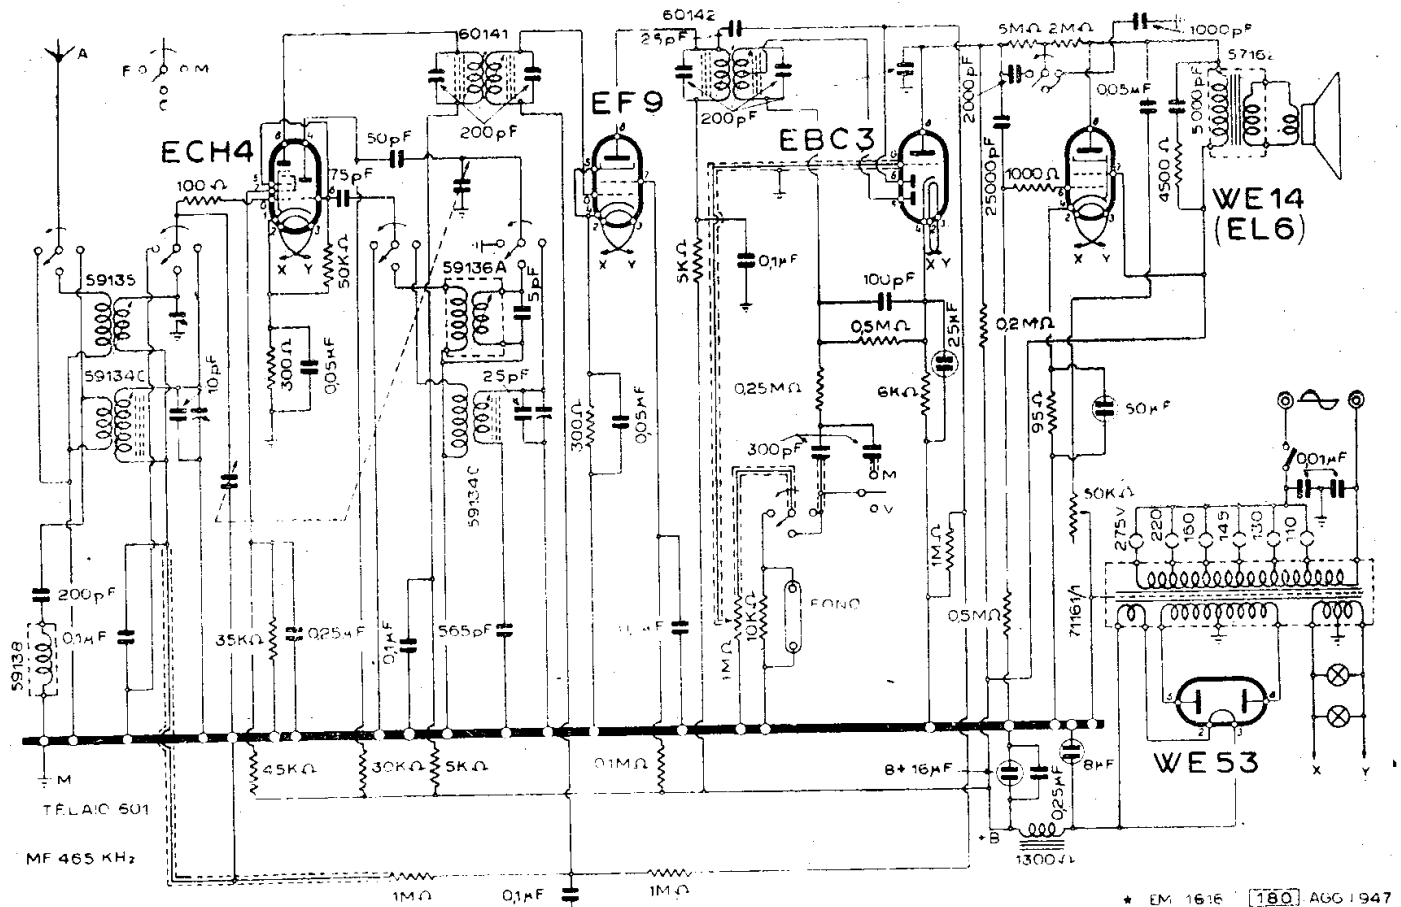 60142
25pF
1000pF
A
60141
5MΩ
2MΩ
57162
F
M
C
EF9
2000pF
0,05µF
5000pF
200pF
200pF
EBC3
ECH4
50pF
25000pF
100Ω
75pF
1000Ω
4500Ω
WE14
(EL6)
X
Y
X
Y
X
Y
X
Y
50KΩ
59136A
5KΩ
0,1µF
59135
5pF
100pF
25µF
0,5MΩ
0,2MΩ
10pF
300Ω
0,05µF
59134C
25pF
0,25MΩ
6KΩ
300Ω
0,05µF
95Ω
50µF
300pF
M
V
59134C
0,01µF
50KΩ
275V
220
160
145
130
110
1MΩ
200pF
FONO
71161/1
0,1µF
35KΩ
0,25µF
0,1µF
565pF
10KΩ
0,5MΩ
59138
1MΩ
WE53
M
45KΩ
30KΩ
5KΩ
0,1MΩ
8+16µF
0,25µF
8µF
X
Y
TELAIO 601
+B
1300Ω
MF 465 KHz
1MΩ
0,1µF
1MΩ
* EM 1616 180 AGG 1947